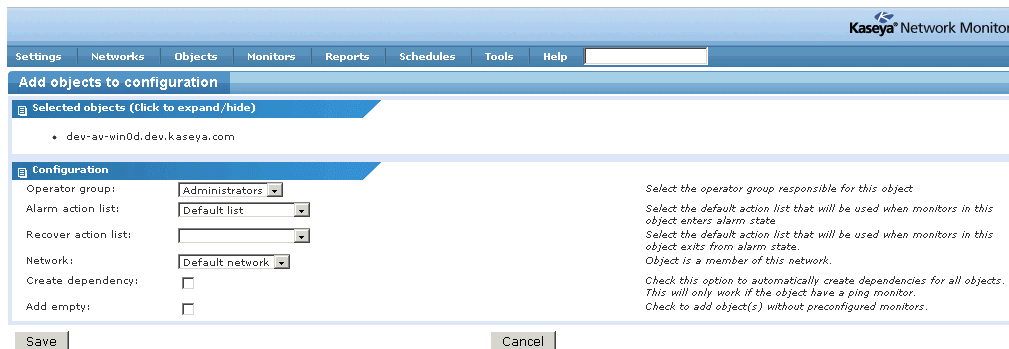 Kaseya® Network Monitor
Settings Networks Objects Monitors Reports Schedules Tools Help
Add objects to configuration
Selected objects (Click to expand/hide)
• dev-av-win0d.dev.kaseya.com
Configuration
Operator group: Administrators Select the operator group responsible for this object
Alarm action list: Default list Select the default action list that will be used when monitors in this
object enters alarm state
Recover action list: Select the default action list that will be used when monitors in this
object exits from alarm state.
Network: Default network Object is a member of this network.
Create dependency: Check this option to automatically create dependencies for all objects.
This will only work if the object have a ping monitor.
Add empty: Check to add object(s) without preconfigured monitors.
Save Cancel